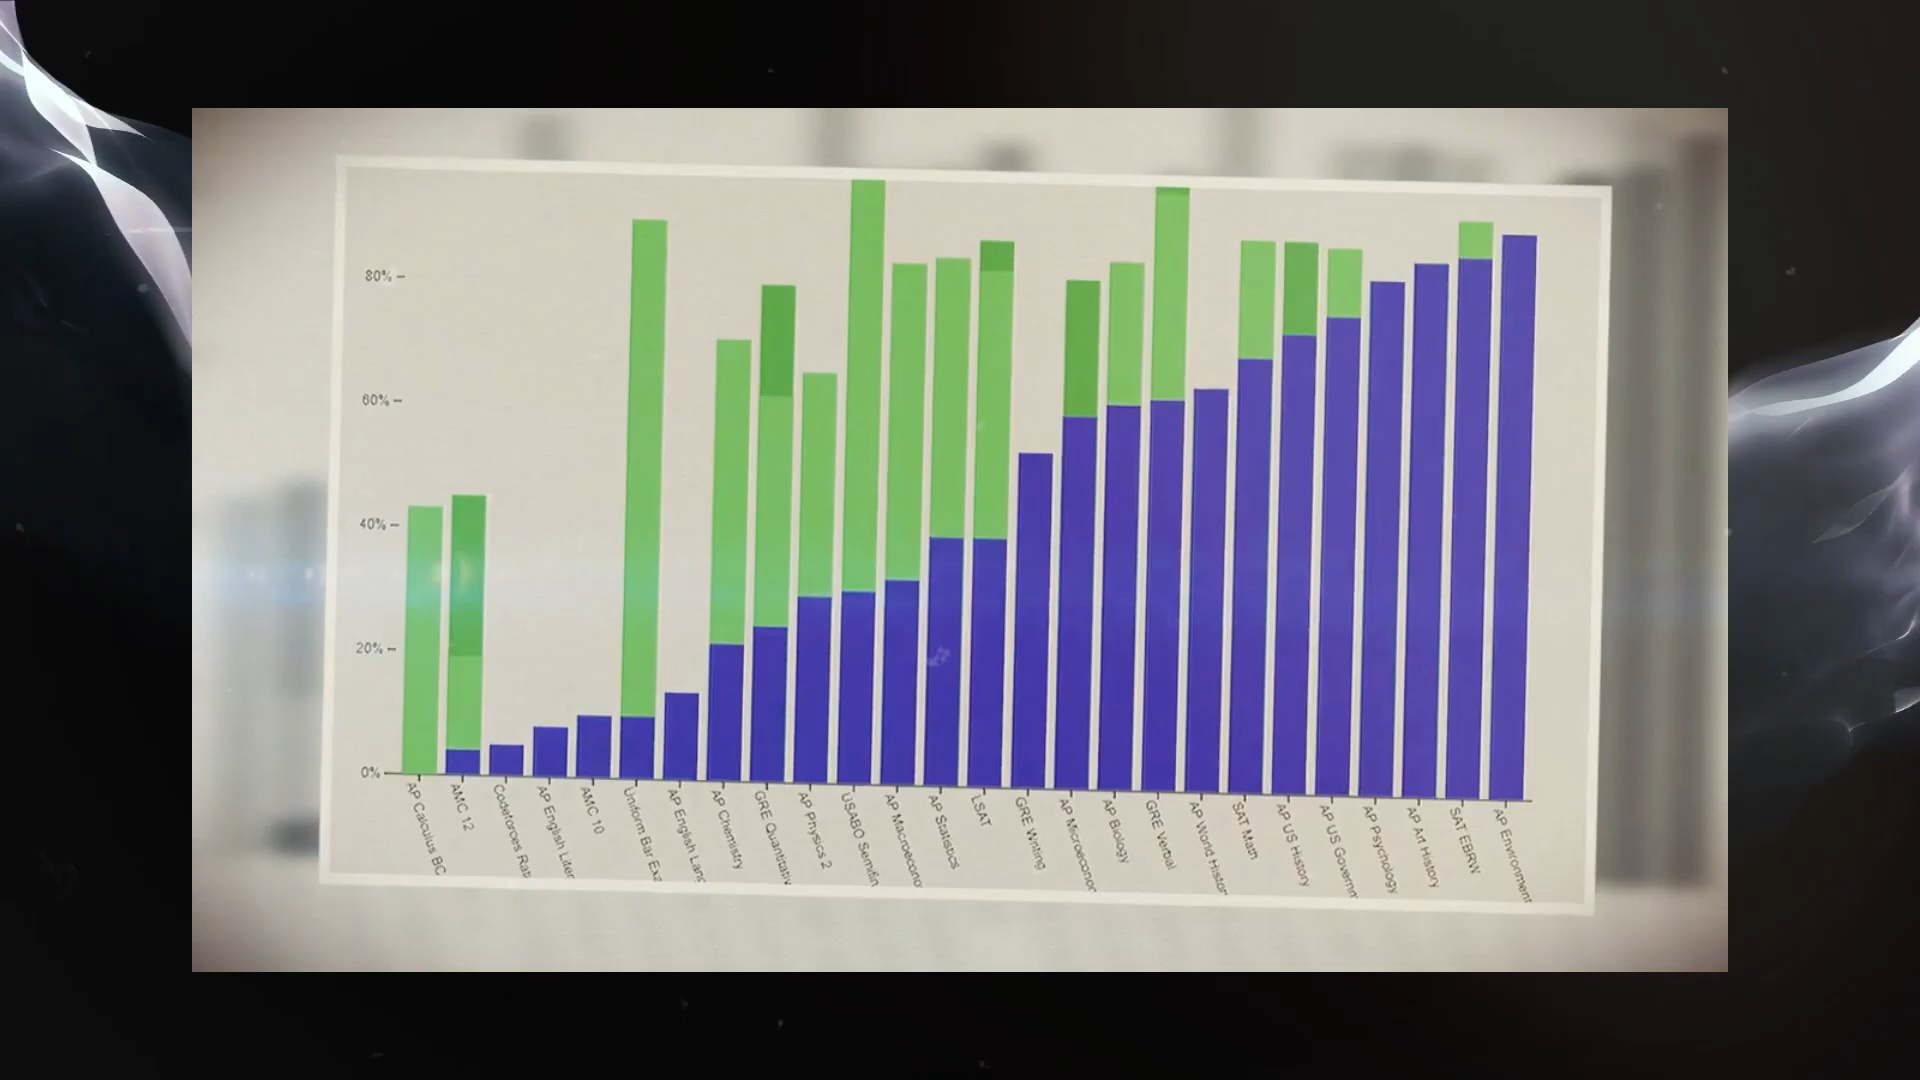 80%
60%
40%
20%
0%
AP Calculus BC
AMC 12
Codeforces Rati
AP English Liter
AMC 10
Uniform Bar Exa
AP English Lang
AP Chemistry
GRE Quantitativ
AP Physics 2
USABO Semifin
AP Macroecono
AP Statistics
LSAT
GRE Writing
AP Microeconor
AP Biology
GRE Verbal
AP World Histor
SAT Math
AP US History
AP US Governm
AP Psychology
AP Art History
SAT EBRW
AP Environment